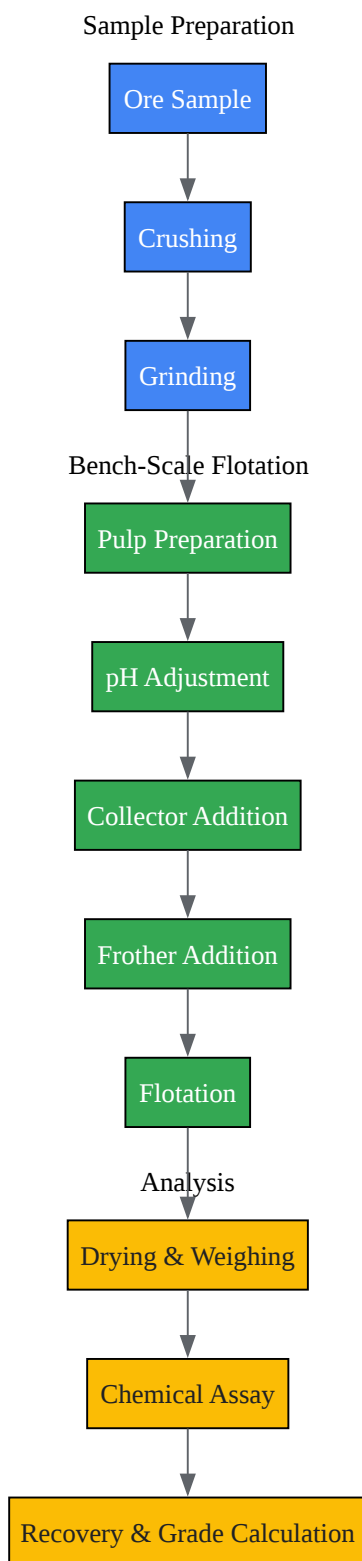 Sample Preparation
Ore Sample
Crushing
Grinding
Bench-Scale Flotation
Pulp Preparation
pH Adjustment
Collector Addition
Frother Addition
Flotation
Analysis
Drying & Weighing
Chemical Assay
Recovery & Grade Calculation